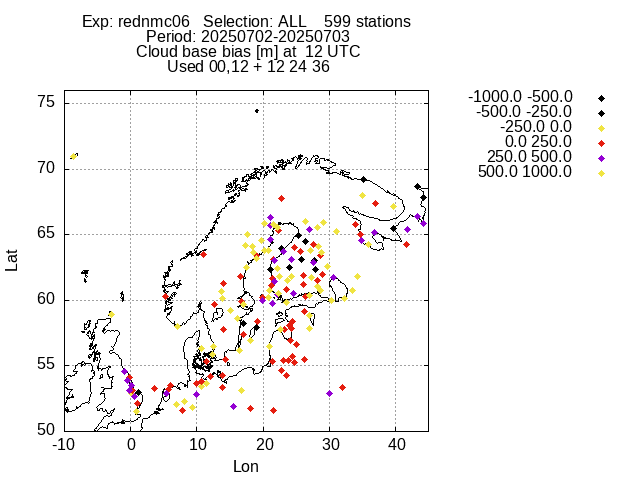 Exp: rednmc06 Selection: ALL 599 stations
Period: 20250702-20250703
Cloud base bias [m] at 12 UTC
Used 00,12 + 12 24 36
-1000.0 -500.0
-500.0 -250.0
-250.0 0.0
0.0 250.0
250.0 500.0
500.0 1000.0
75
70
65
60
55
50
Lat
-10 0 10 20 30 40
Lon